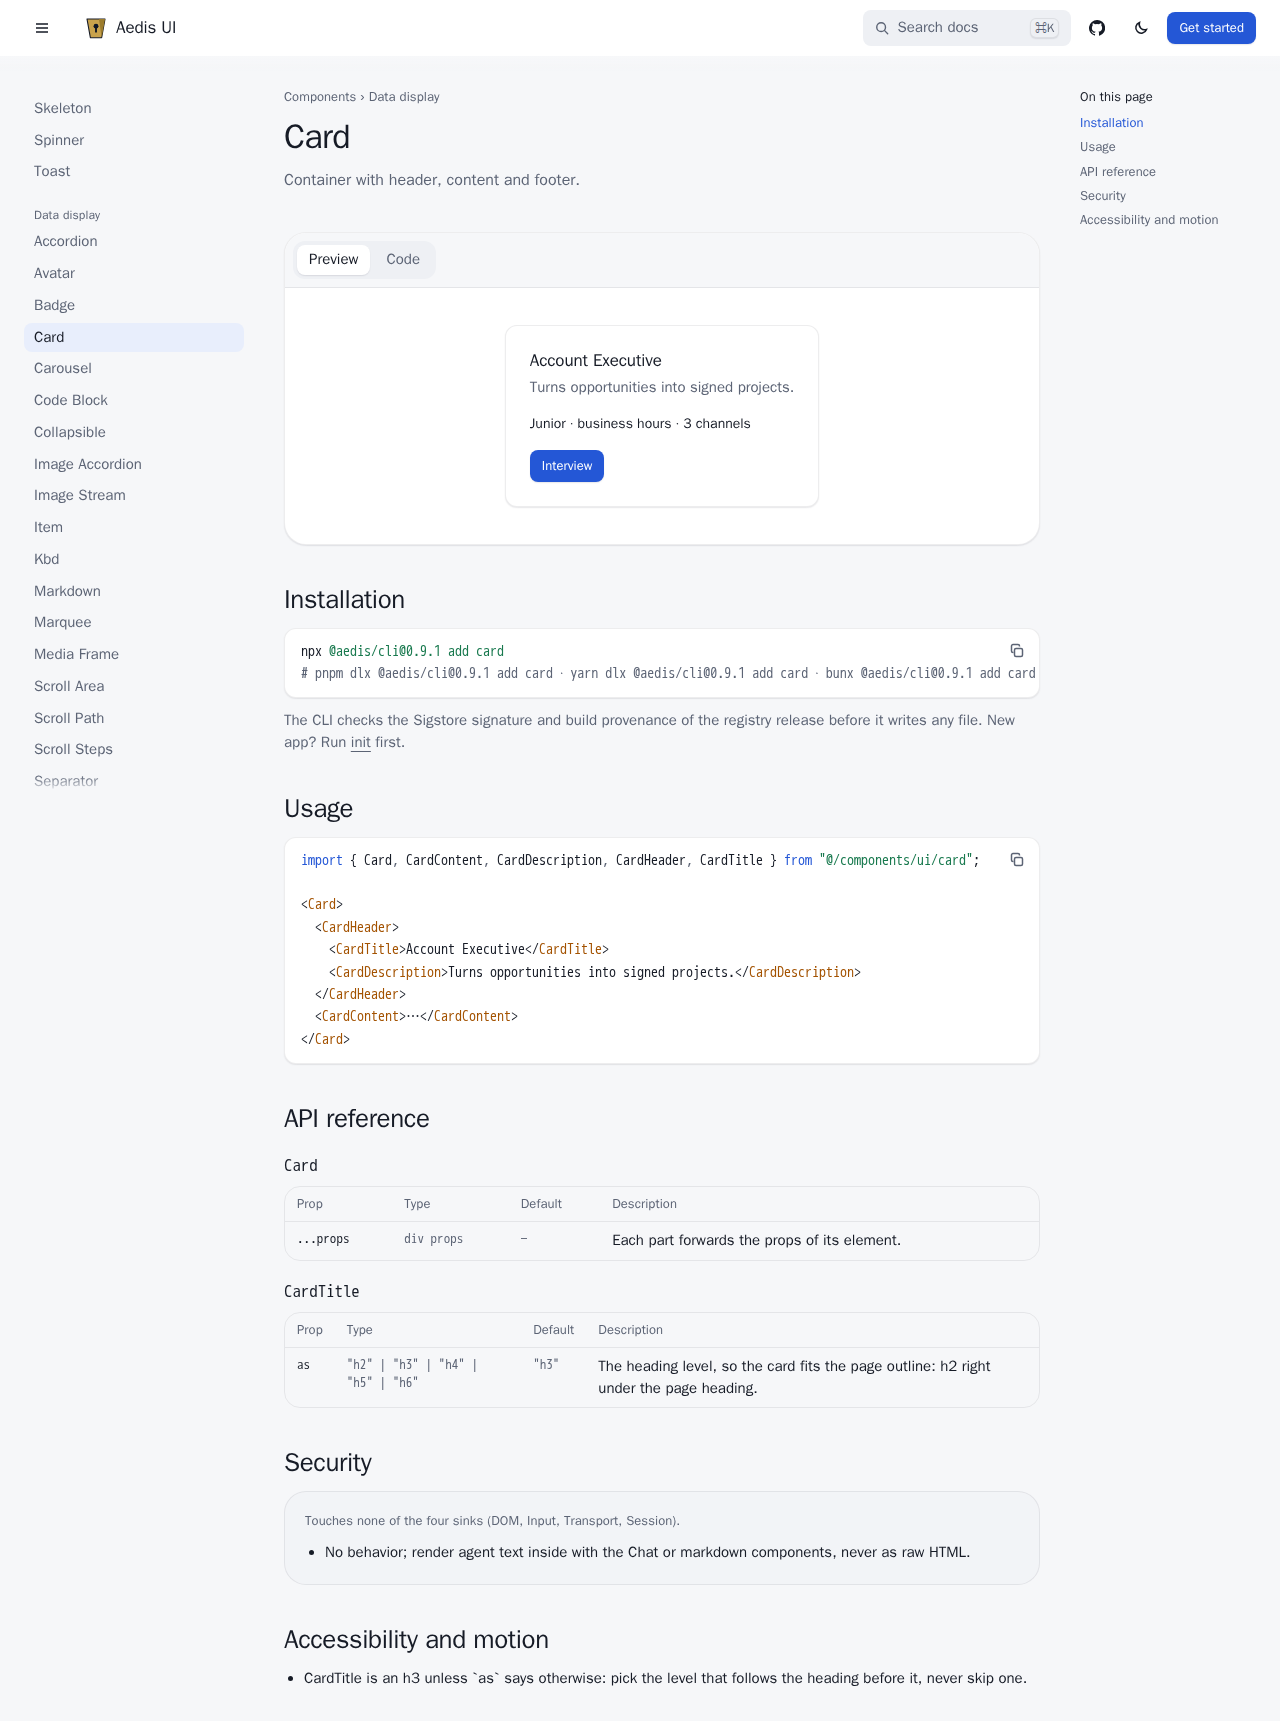 Aedis UI
Search docs
⌘K
Get started
Skeleton
Spinner
Toast
Data display
Accordion
Avatar
Badge
Card
Carousel
Code Block
Collapsible
Image Accordion
Image Stream
Item
Kbd
Markdown
Marquee
Media Frame
Scroll Area
Scroll Path
Scroll Steps
Separator
Components › Data display
Card
Container with header, content and footer.
Preview
Code
Account Executive
Turns opportunities into signed projects.
Junior · business hours · 3 channels
Interview
Installation
npx @aedis/cli@0.9.1 add card
# pnpm dlx @aedis/cli@0.9.1 add card · yarn dlx @aedis/cli@0.9.1 add card · bunx @aedis/cli@0.9.1 add card
The CLI checks the Sigstore signature and build provenance of the registry release before it writes any file. New
app? Run init first.
Usage
import { Card, CardContent, CardDescription, CardHeader, CardTitle } from "@/components/ui/card";
<Card>
<CardHeader>
<CardTitle>Account Executive</CardTitle>
<CardDescription>Turns opportunities into signed projects.</CardDescription>
</CardHeader>
<CardContent>…</CardContent>
</Card>
API reference
Card
Prop Type Default Description
...props div props — Each part forwards the props of its element.
CardTitle
Prop Type Default Description
as "h2" | "h3" | "h4" | "h3" The heading level, so the card fits the page outline: h2 right
"h5" | "h6" under the page heading.
Security
Touches none of the four sinks (DOM, Input, Transport, Session).
• No behavior; render agent text inside with the Chat or markdown components, never as raw HTML.
Accessibility and motion
• CardTitle is an h3 unless `as` says otherwise: pick the level that follows the heading before it, never skip one.
On this page
Installation
Usage
API reference
Security
Accessibility and motion